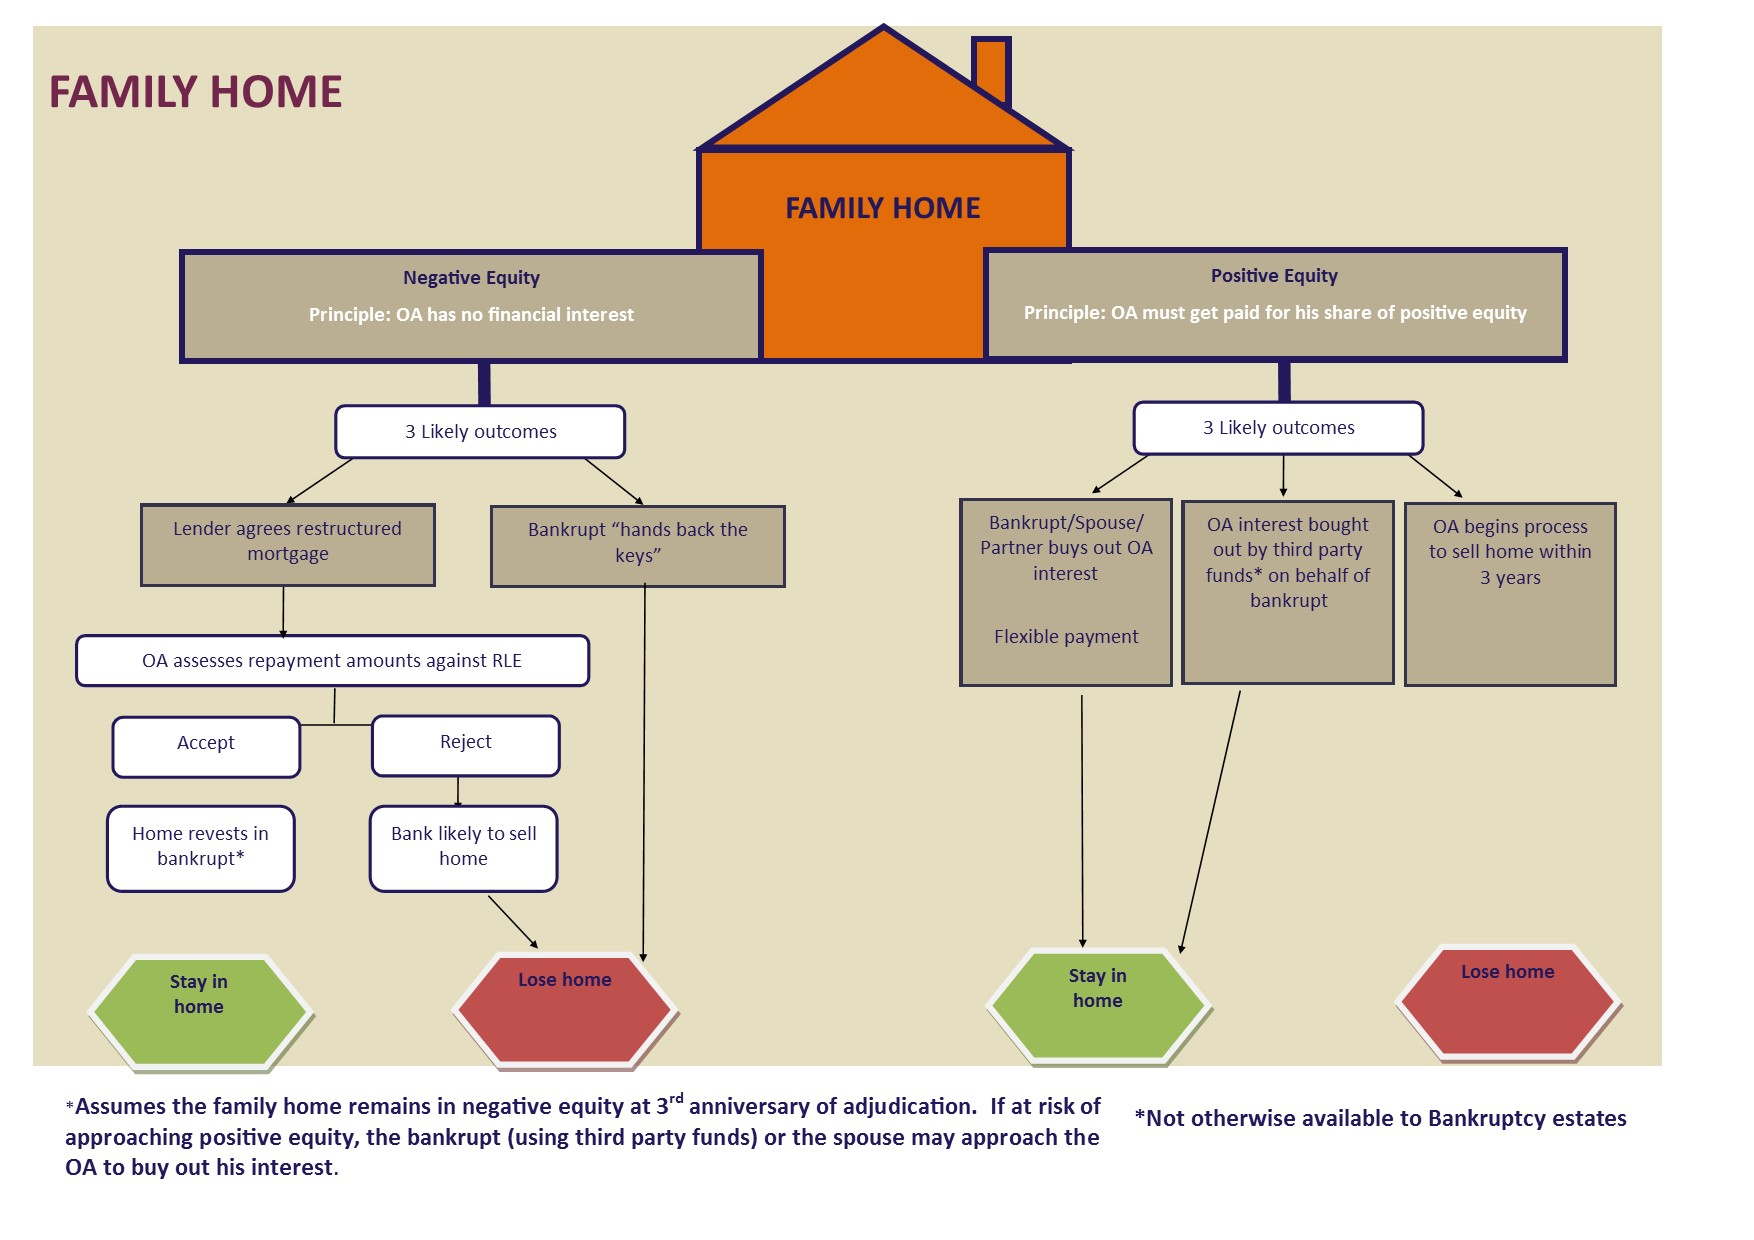 FAMILY HOME
FAMILY HOME
Negative Equity
Principle: OA has no financial interest
Positive Equity
Principle: OA must get paid for his share of positive equity
3 Likely outcomes
3 Likely outcomes
Lender agrees restructured
mortgage
Bankrupt “hands back the
keys”
Bankrupt/Spouse/
Partner buys out OA
interest
Flexible payment
OA interest bought
out by third party
funds* on behalf of
bankrupt
OA begins process
to sell home within
3 years
OA assesses repayment amounts against RLE
Accept
Reject
Home revests in
bankrupt*
Bank likely to sell
home
Stay in
home
Lose home
Stay in
home
Lose home
*Assumes the family home remains in negative equity at 3rd anniversary of adjudication.  If at risk of
approaching positive equity, the bankrupt (using third party funds) or the spouse may approach the
OA to buy out his interest.
*Not otherwise available to Bankruptcy estates